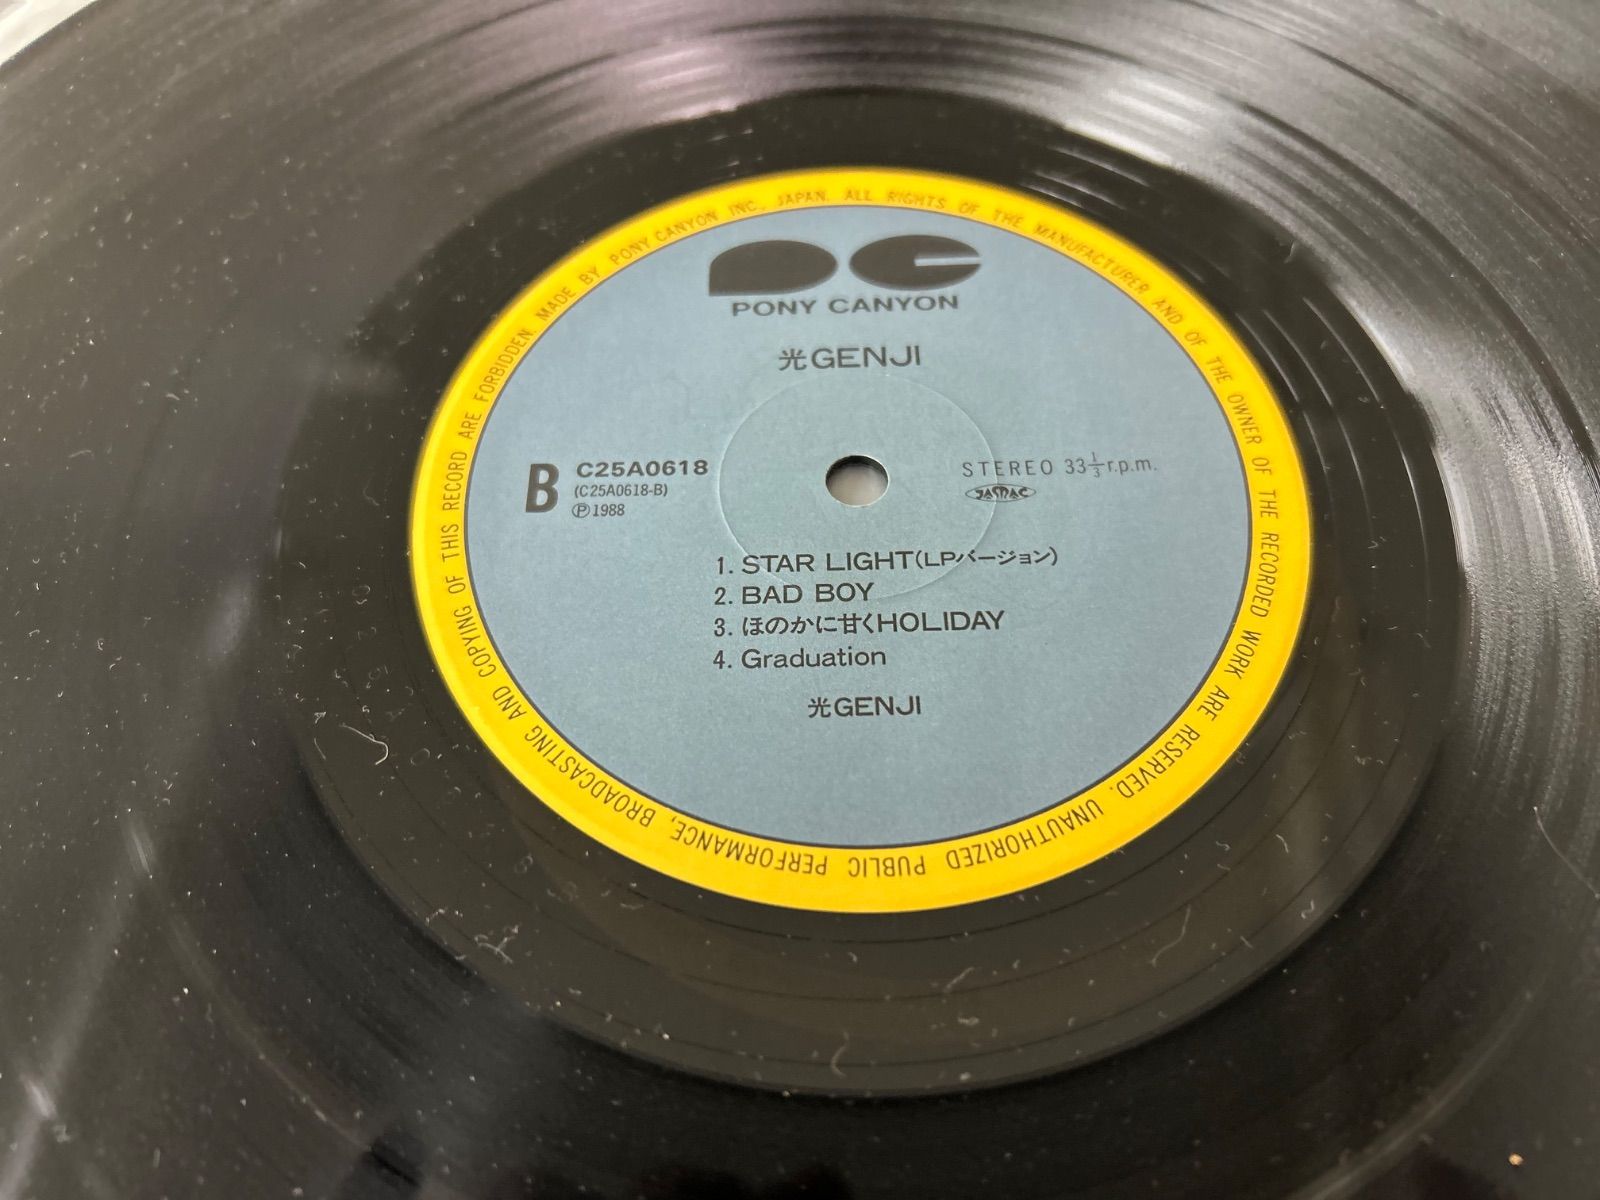 MADE BY PONY CANYON INC., JAPAN. ALL RIGHTS OF THE MANUFACTURER AND OF THE OWNER OF THE RECORDED WORK ARE RESERVED. UNAUTHORIZED PUBLIC PERFORMANCE, BROADCASTING AND COPYING OF THIS RECORD ARE FORBIDDEN.
PC
PONY CANYON
光GENJI
B C25A0618
(C25A0618-B)
Ⓟ1988
STEREO 33⅓r.p.m.
JASRAC
1. STAR LIGHT(LPバージョン)
2. BAD BOY
3. ほのかに甘くHOLIDAY
4. Graduation
光GENJI